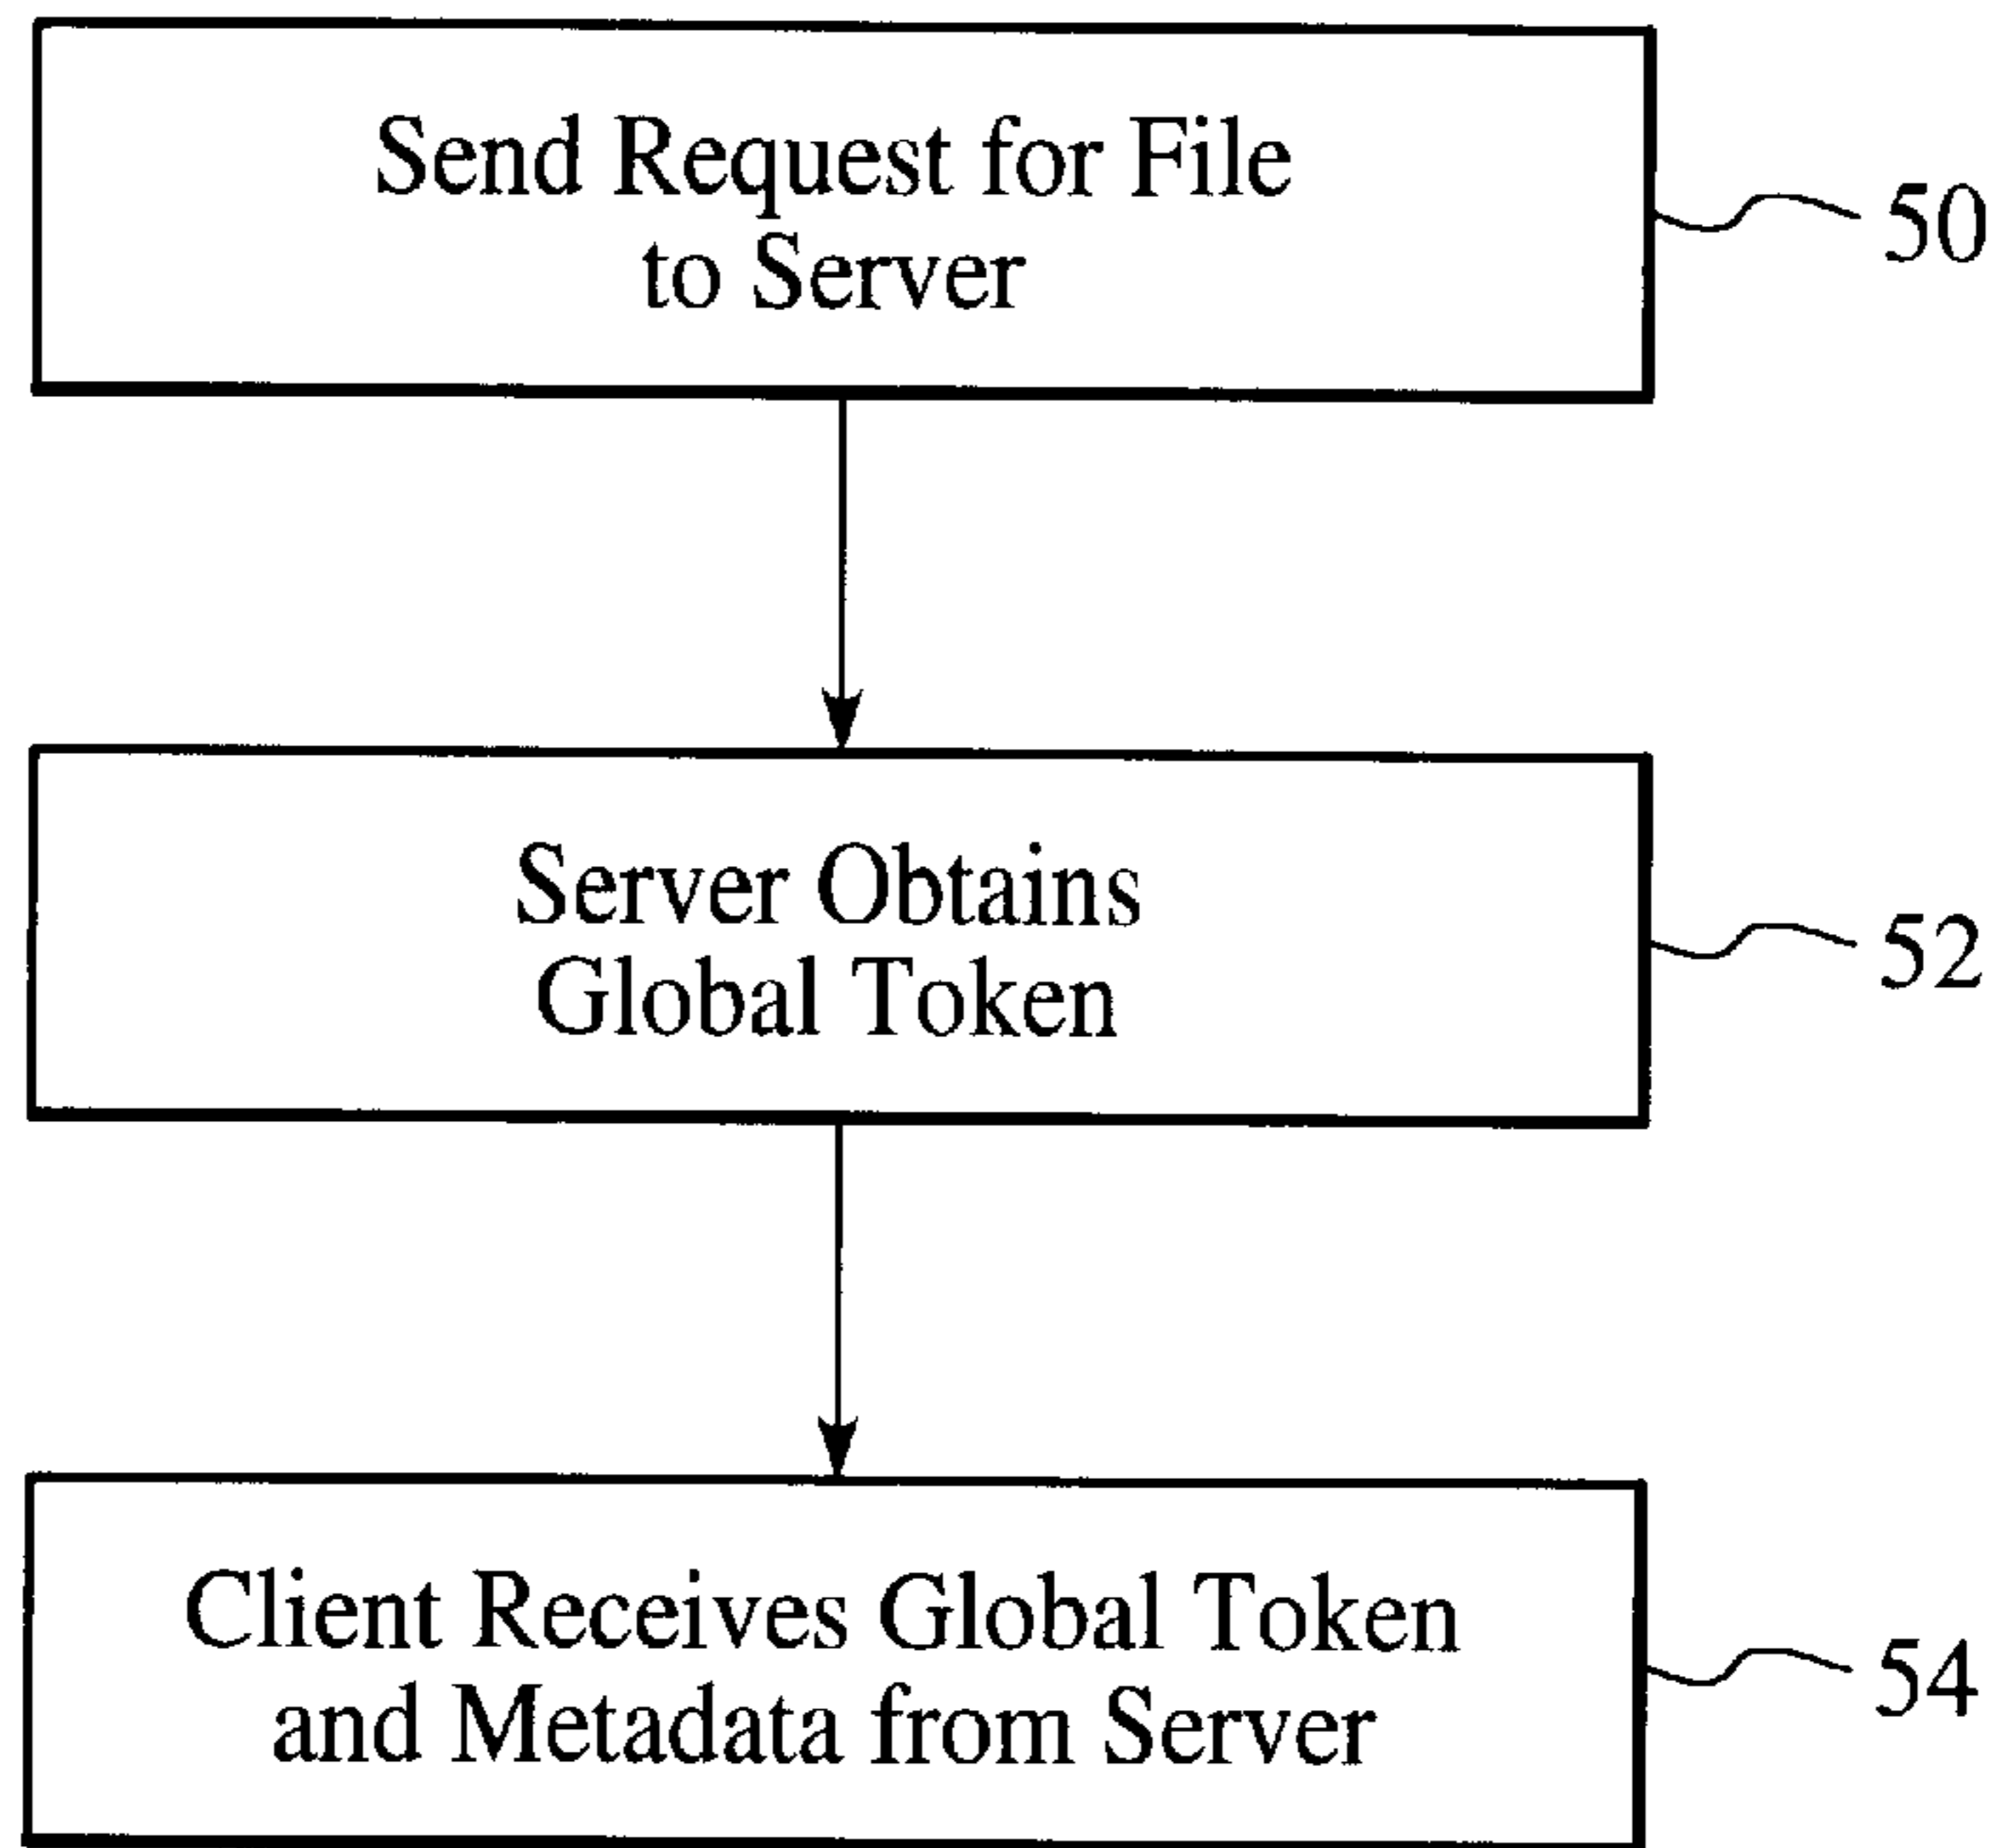 Send Request for File
to Server
50
Server Obtains
Global Token
52
Client Receives Global Token
and Metadata from Server
54